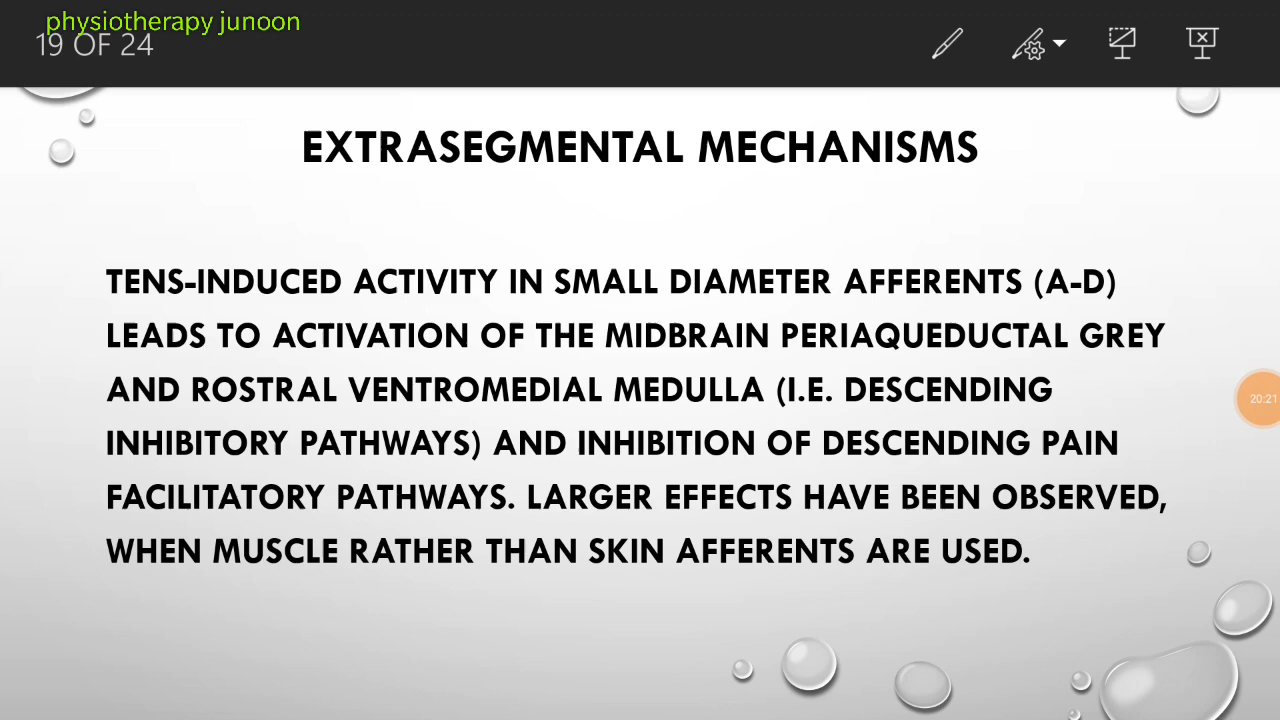 physiotherapy junoon
19 OF 24
EXTRASEGMENTAL MECHANISMS
TENS-INDUCED ACTIVITY IN SMALL DIAMETER AFFERENTS (A-D)
LEADS TO ACTIVATION OF THE MIDBRAIN PERIAQUEDUCTAL GREY
AND ROSTRAL VENTROMEDIAL MEDULLA (I.E. DESCENDING
INHIBITORY PATHWAYS) AND INHIBITION OF DESCENDING PAIN
FACILITATORY PATHWAYS. LARGER EFFECTS HAVE BEEN OBSERVED,
WHEN MUSCLE RATHER THAN SKIN AFFERENTS ARE USED.
20:21